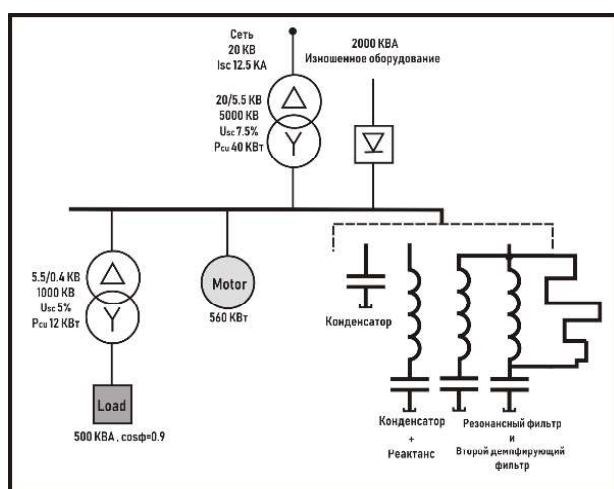 Сеть
20 КВ
Isc 12.5 КА
2000 КВА
Изношенное оборудование
20/5.5 КВ
5000 КВ
Usc 7.5%
Pcu 40 КВт
5.5/0.4 КВ
1000 КВ
Usc 5%
Pcu 12 КВт
Motor
560 КВт
Load
500 КВА , cosφ=0.9
Конденсатор
Конденсатор
+
Реактанс
Резонансный фильтр
и
Второй демпфирующий
фильтр